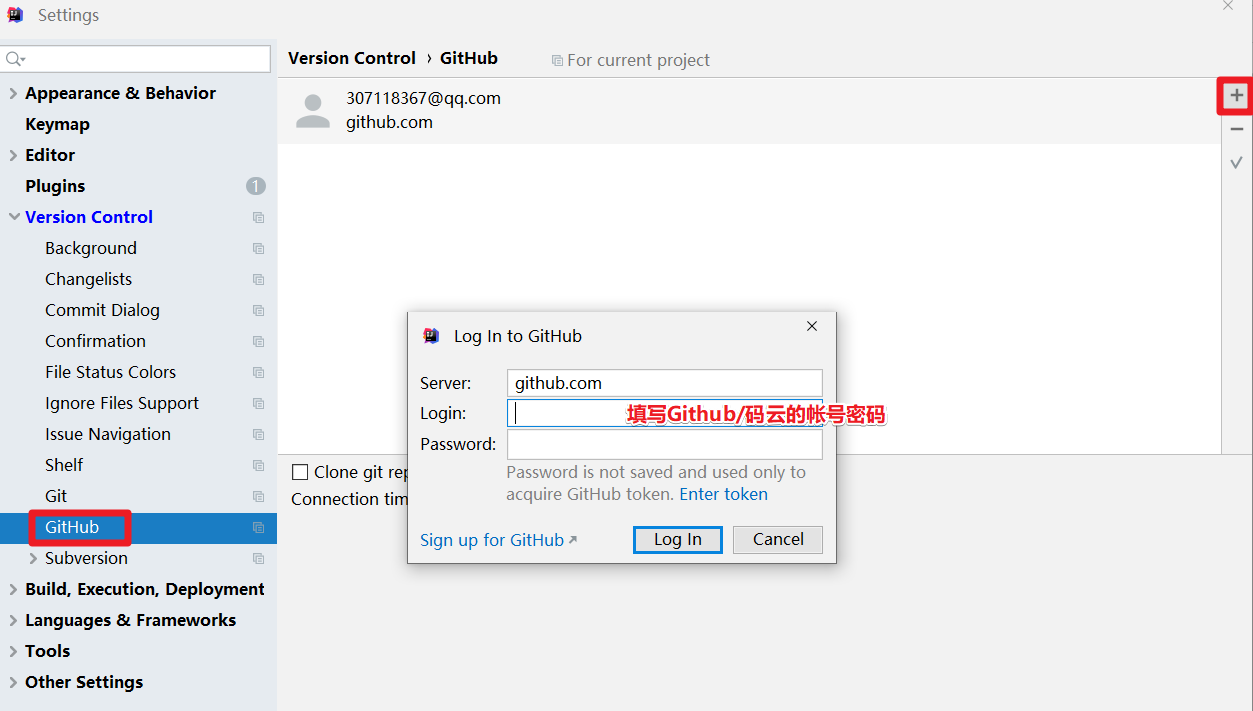 Settings
Version Control › GitHub
For current project
Appearance & Behavior
Keymap
Editor
Plugins
1
Version Control
Background
Changelists
Commit Dialog
Confirmation
File Status Colors
Ignore Files Support
Issue Navigation
Shelf
Git
GitHub
Subversion
Build, Execution, Deployment
Languages & Frameworks
Tools
Other Settings
307118367@qq.com
github.com
Log In to GitHub
Server: github.com
Login: 填写Github/码云的帐号密码
Password:
Password is not saved and used only to
acquire GitHub token. Enter token
Sign up for GitHub
Log In
Cancel
Clone git rep
Connection tim